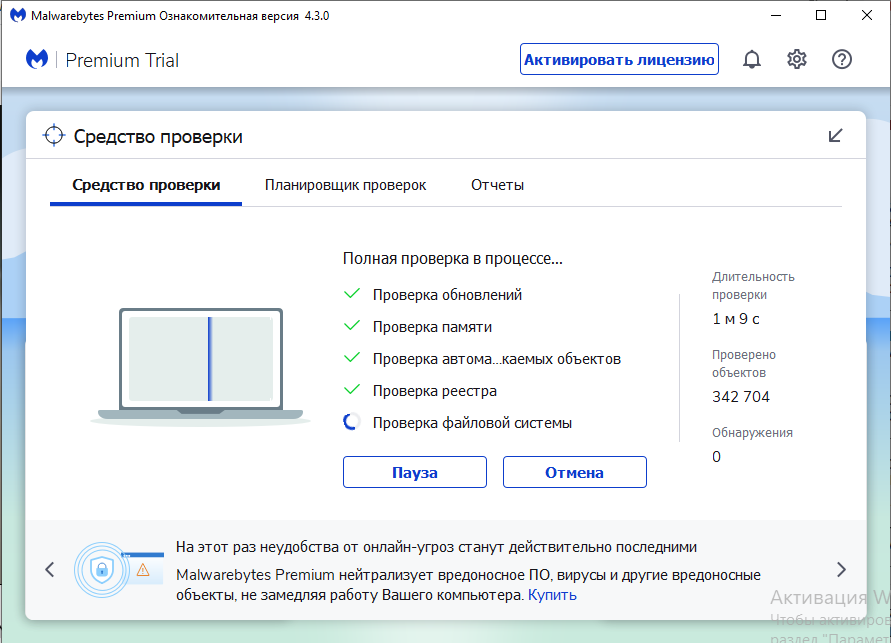 Malwarebytes Premium Ознакомительная версия 4.3.0
Premium Trial
Активировать лицензию
Средство проверки
Средство проверки Планировщик проверок Отчеты
Полная проверка в процессе...
Проверка обновлений
Проверка памяти
Проверка автома...каемых объектов
Проверка реестра
Проверка файловой системы
Пауза Отмена
Длительность
проверки
1 м 9 с
Проверено
объектов
342 704
Обнаружения
0
На этот раз неудобства от онлайн-угроз станут действительно последними
Malwarebytes Premium нейтрализует вредоносное ПО, вирусы и другие вредоносные
объекты, не замедляя работу Вашего компьютера. Купить
Активация W
Чтобы активиров
раздел "Парамет